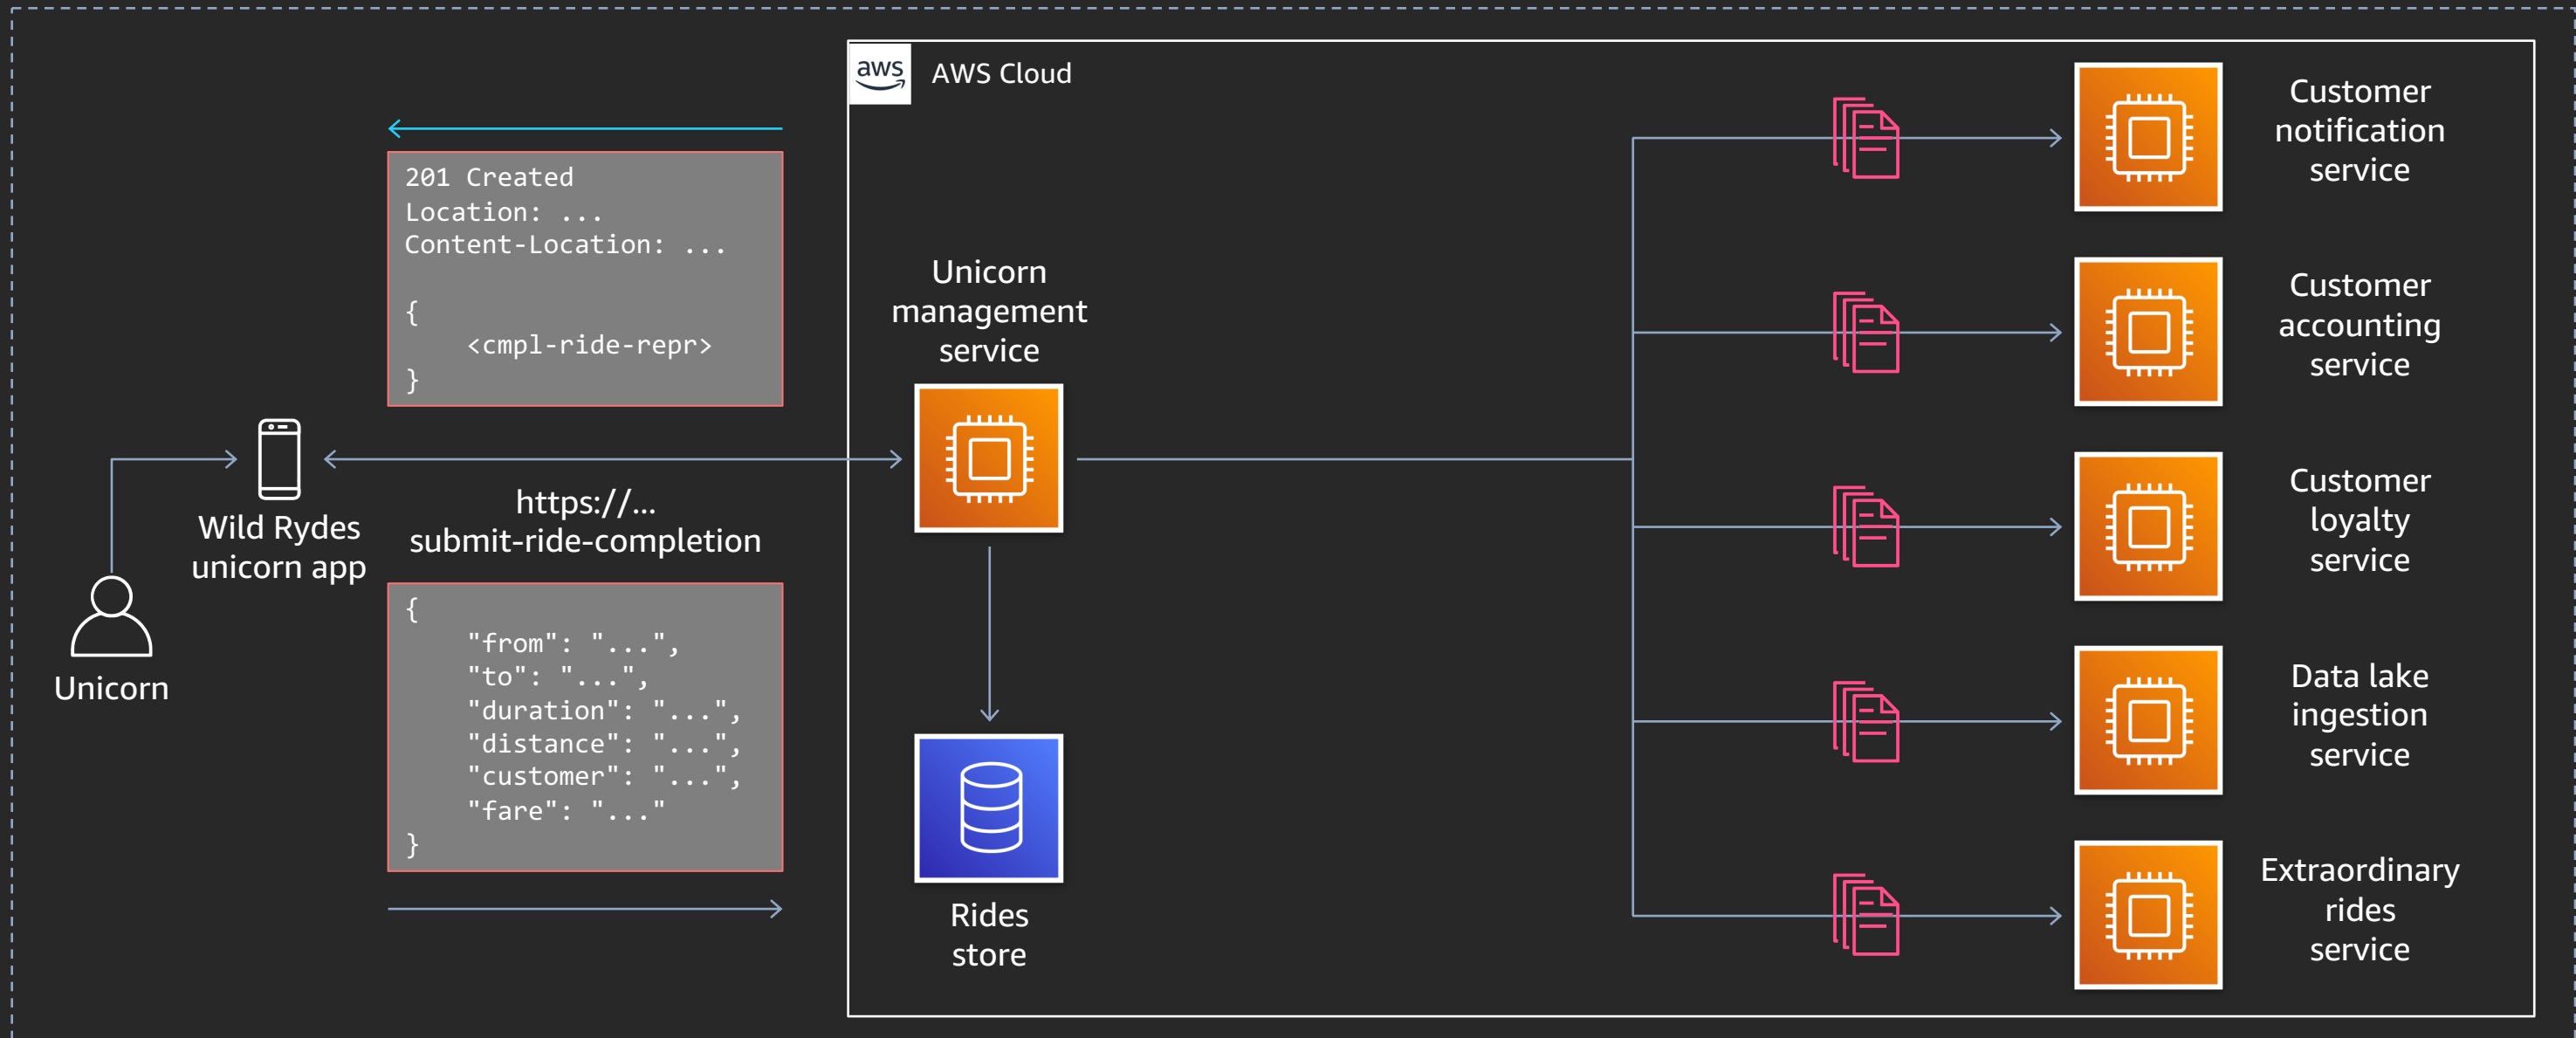 aws
AWS Cloud
201 Created
Location: ...
Content-Location: ...
{
<cmpl-ride-repr>
}
Unicorn
management
service
Wild Rydes
unicorn app
https://...
submit-ride-completion
Unicorn
{
"from": "...",
"to": "...",
"duration": "...",
"distance": "...",
"customer": "...",
"fare": "..."
}
Rides
store
Customer
notification
service
Customer
accounting
service
Customer
loyalty
service
Data lake
ingestion
service
Extraordinary
rides
service